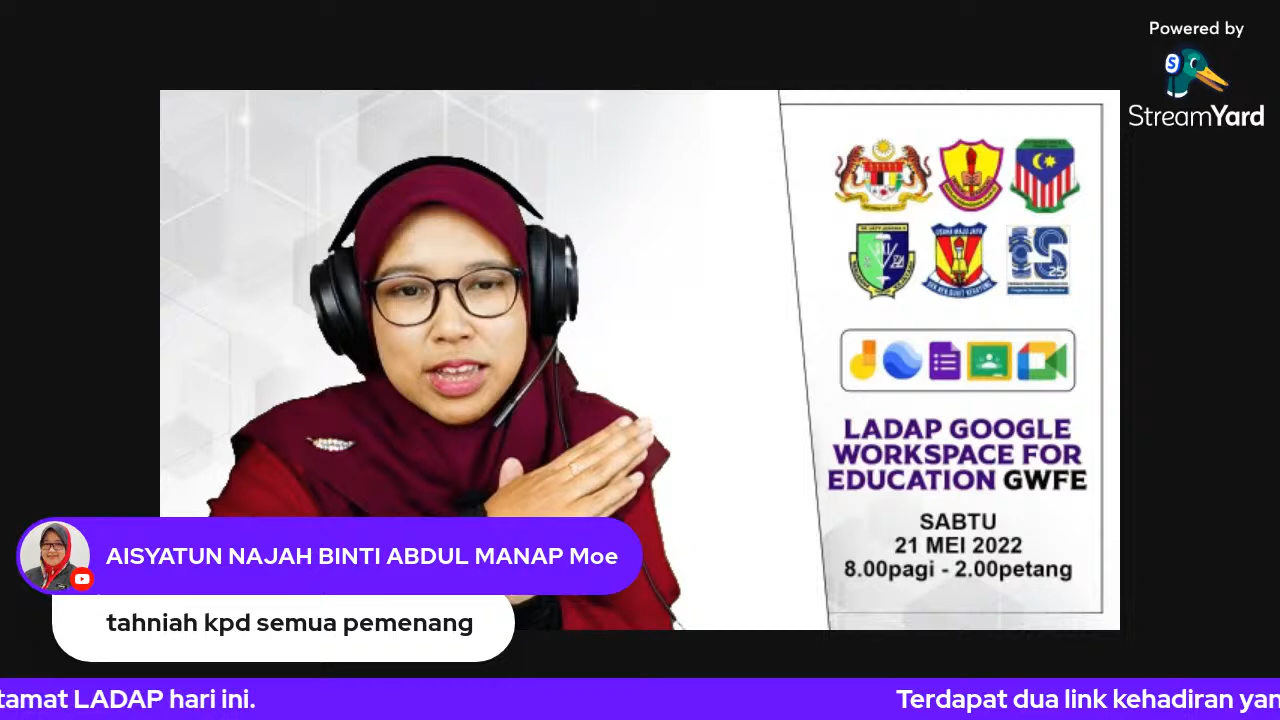 Powered by
StreamYard
25
LADAP GOOGLE
WORKSPACE FOR
EDUCATION GWFE
SABTU
21 MEI 2022
8.00pagi - 2.00petang
AISYATUN NAJAH BINTI ABDUL MANAP Moe
tahniah kpd semua pemenang
tamat LADAP hari ini.
Terdapat dua link kehadiran yan